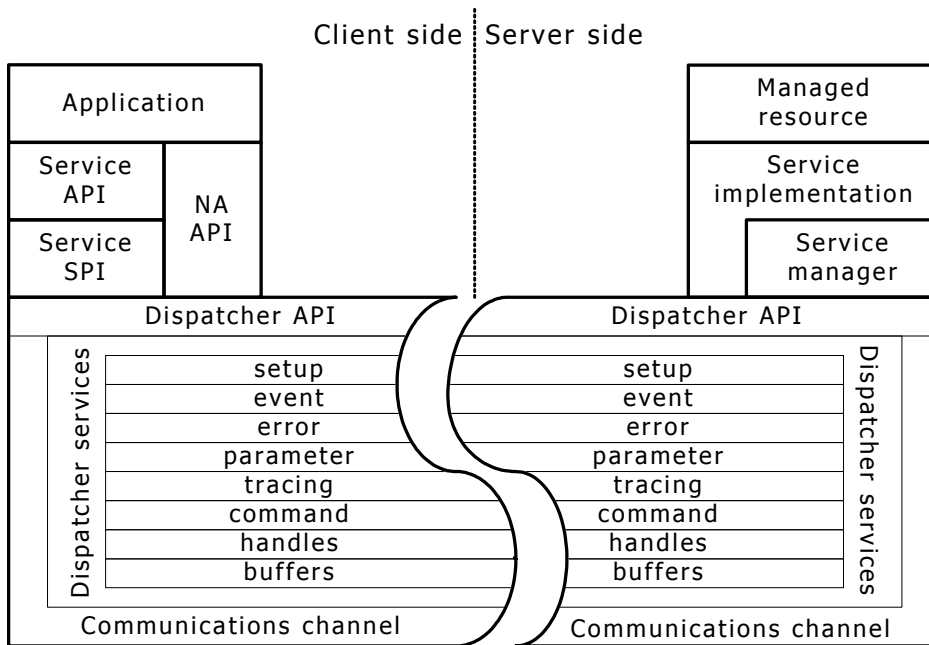 Client side
Server side
Application
Service
API
NA
API
Service
SPI
Managed
resource
Service
implementation
Service
manager
Dispatcher API
Dispatcher API
Dispatcher services
setup
event
error
parameter
tracing
command
handles
buffers
setup
event
error
parameter
tracing
command
handles
buffers
Dispatcher services
Communications channel
Communications channel